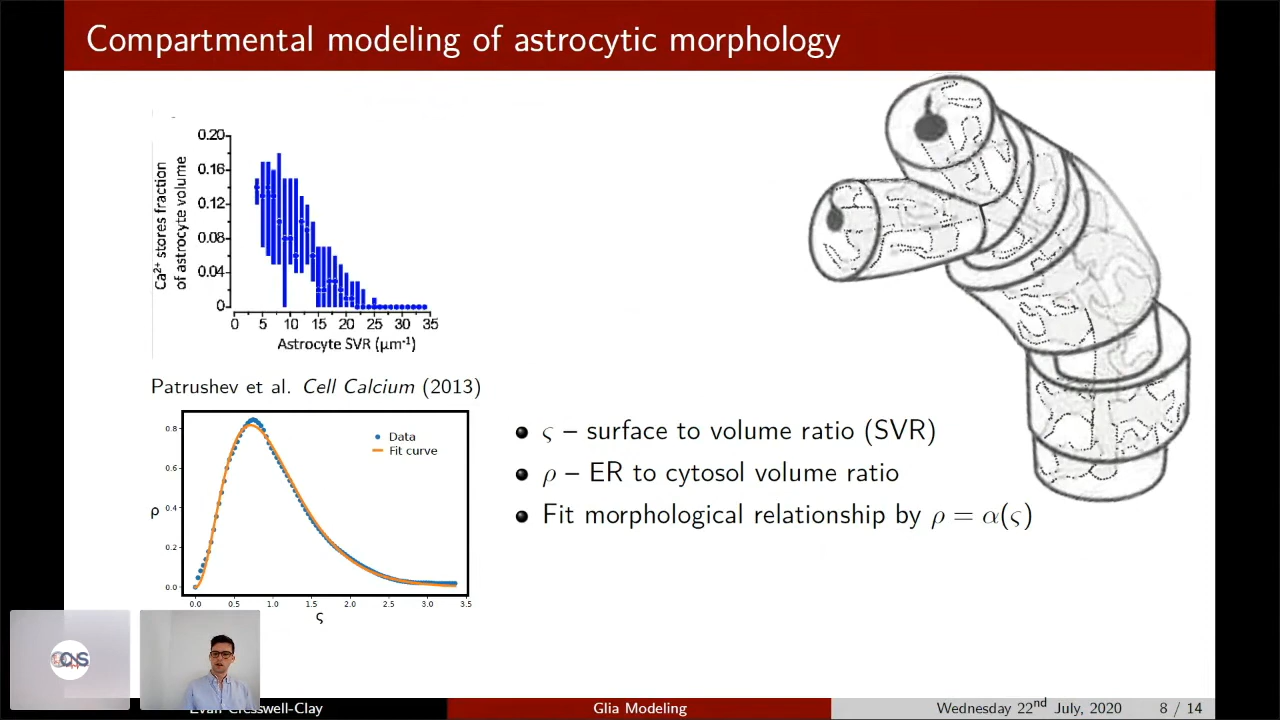 Compartmental modeling of astrocytic morphology
Ca2+ stores fraction
of astrocyte volume
0.20
0.16
0.12
0.08
0.04
0
0 5 10 15 20 25 30 35
Astrocyte SVR (µm-1)
Patrushev et al. Cell Calcium (2013)
ρ
0.8
0.6
0.4
0.2
0.0
Data
Fit curve
0.0 0.5 1.0 1.5 2.0 2.5 3.0 3.5
ς
ς – surface to volume ratio (SVR)
ρ – ER to cytosol volume ratio
Fit morphological relationship by ρ = α(ς)
Evan Cresswell-Clay
Glia Modeling
Wednesday 22nd July, 2020
8 / 14